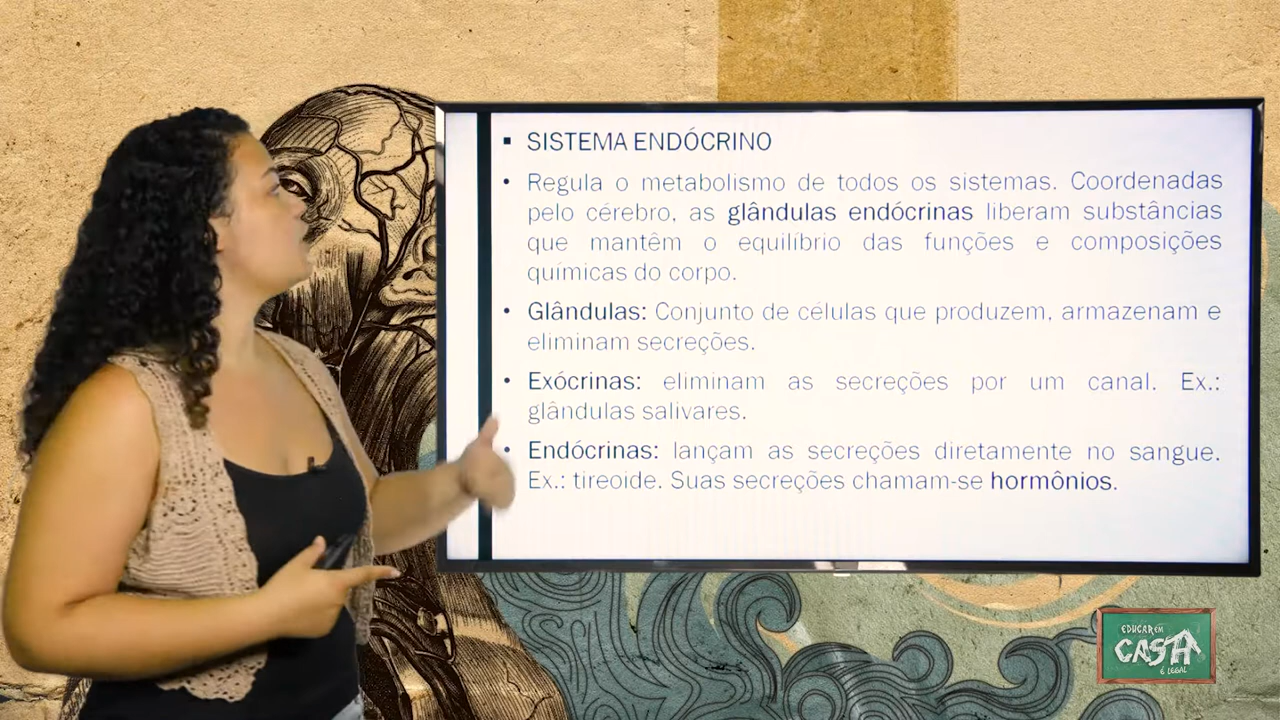 ▪ SISTEMA ENDÓCRINO
• Regula o metabolismo de todos os sistemas. Coordenadas
pelo cérebro, as glândulas endócrinas liberam substâncias
que mantêm o equilíbrio das funções e composições
químicas do corpo.
• Glândulas: Conjunto de células que produzem, armazenam e
eliminam secreções.
• Exócrinas: eliminam as secreções por um canal. Ex.:
glândulas salivares.
• Endócrinas: lançam as secreções diretamente no sangue.
Ex.: tireoide. Suas secreções chamam-se hormônios.
EDUCAR EM
CASA
É LEGAL